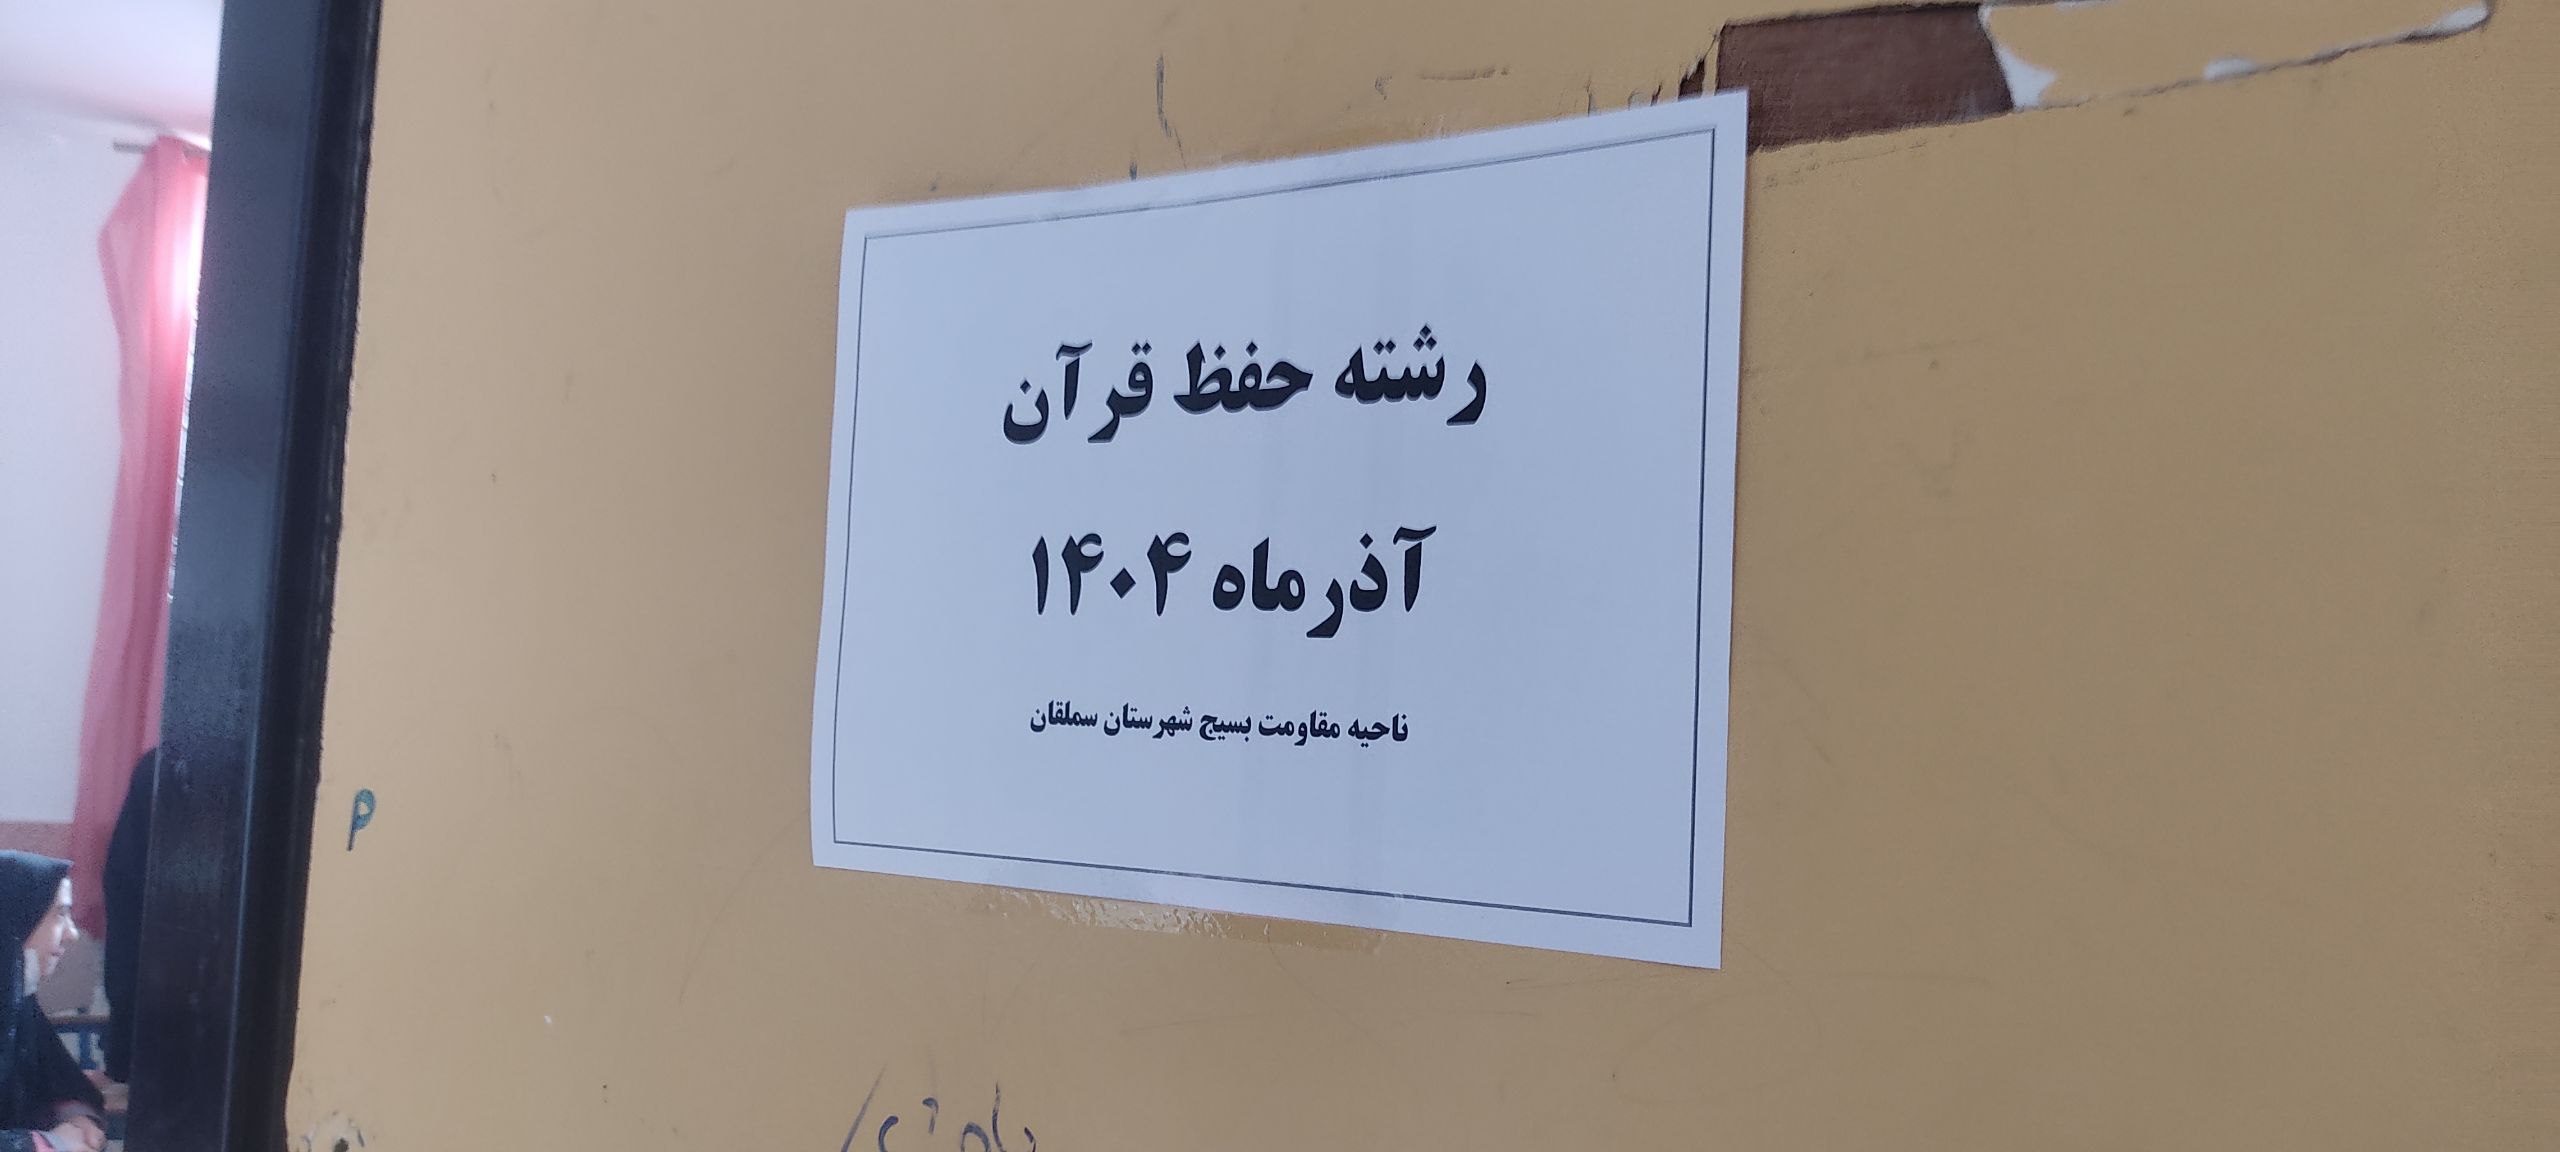 رشته حفظ قرآن
آذرماه ۱۴۰۴
ناحیه مقاومت بسیج شهرستان سملقان
م